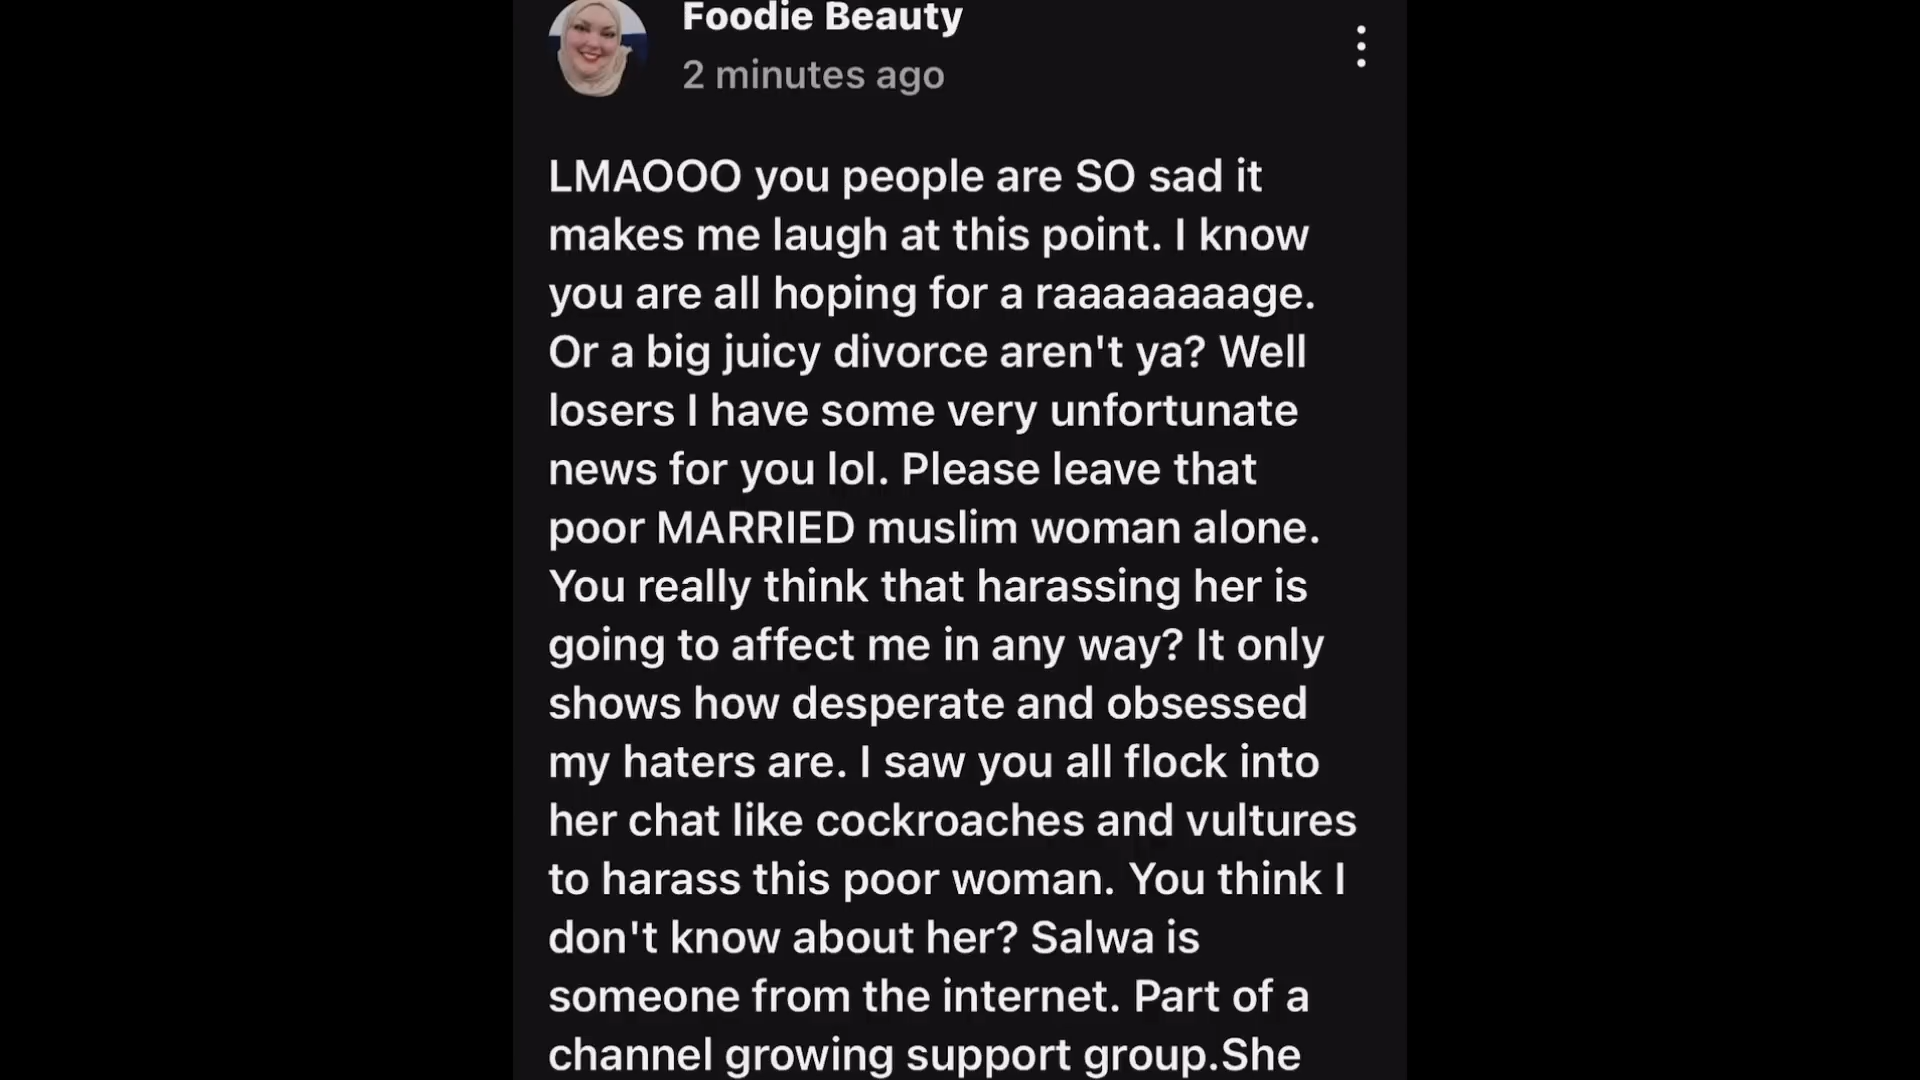 Foodie Beauty
2 minutes ago
LMAOOO you people are SO sad it
makes me laugh at this point. I know
you are all hoping for a raaaaaaaage.
Or a big juicy divorce aren't ya? Well
losers I have some very unfortunate
news for you lol. Please leave that
poor MARRIED muslim woman alone.
You really think that harassing her is
going to affect me in any way? It only
shows how desperate and obsessed
my haters are. I saw you all flock into
her chat like cockroaches and vultures
to harass this poor woman. You think I
don't know about her? Salwa is
someone from the internet. Part of a
channel growing support group.She